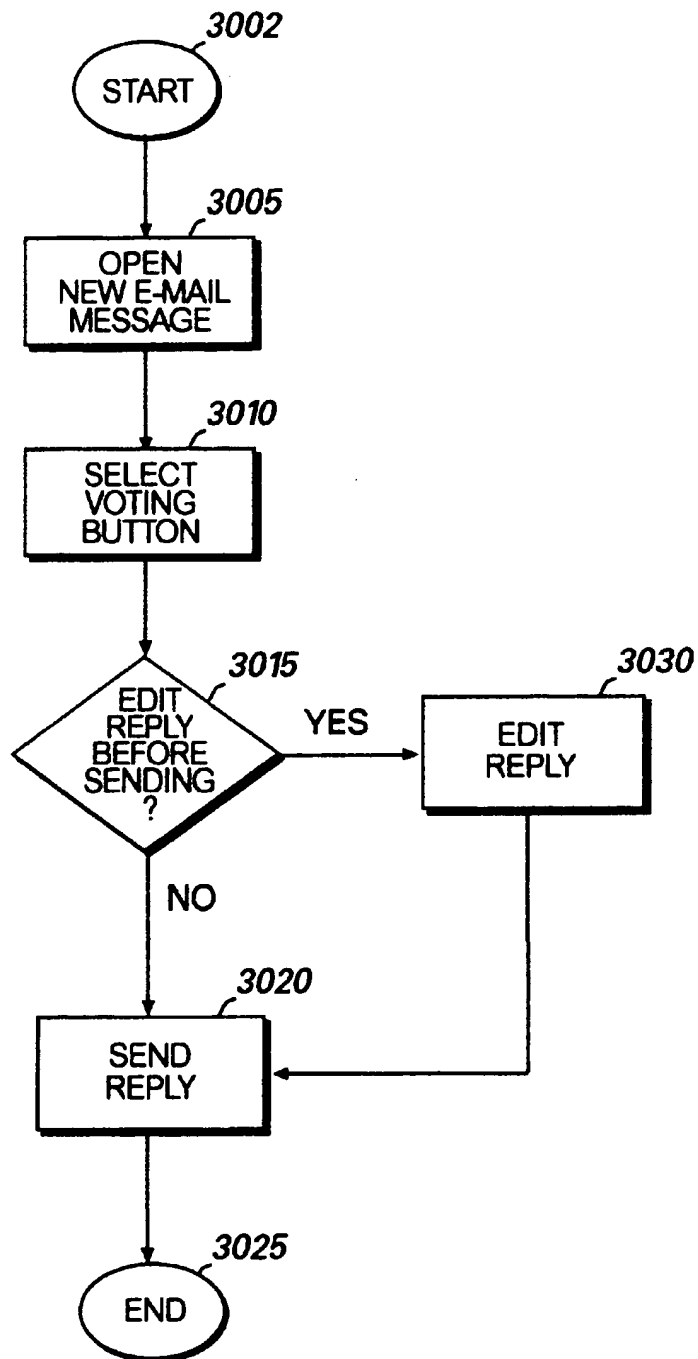 3002
START
3005
OPEN
NEW E-MAIL
MESSAGE
3010
SELECT
VOTING
BUTTON
3015
EDIT
REPLY
BEFORE
SENDING
?
YES
3030
EDIT
REPLY
NO
3020
SEND
REPLY
3025
END